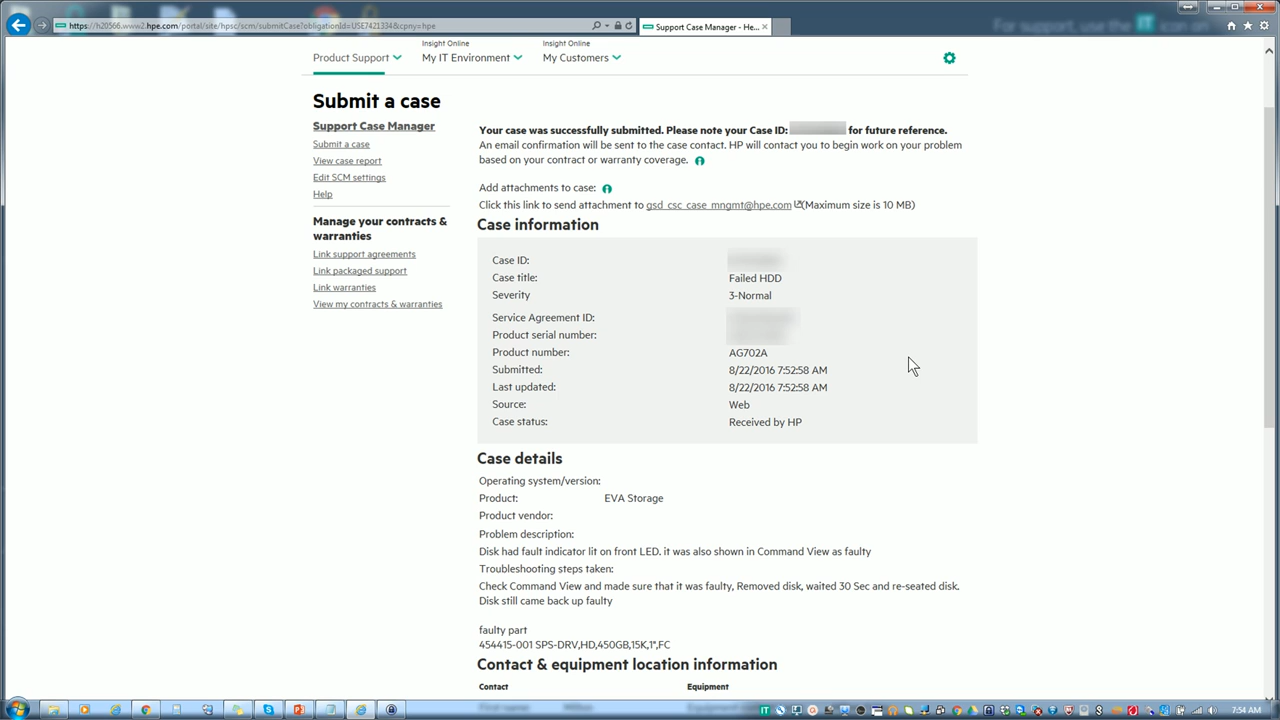 For support, use the IT icon on
https://h20566.www2.hpe.com/portal/site/hpsc/scm/submitCase?obligationId=USE7421334&cpny=hpe
Support Case Manager - He...
Product Support
Insight Online
My IT Environment
Insight Online
My Customers
Submit a case
Support Case Manager
Submit a case
View case report
Edit SCM settings
Help
Manage your contracts &
warranties
Link support agreements
Link packaged support
Link warranties
View my contracts & warranties
Your case was successfully submitted. Please note your Case ID: for future reference.
An email confirmation will be sent to the case contact. HP will contact you to begin work on your problem
based on your contract or warranty coverage.
Add attachments to case:
Click this link to send attachment to gsd_csc_case_mngmt@hpe.com (Maximum size is 10 MB)
Case information
Case ID:
Case title: Failed HDD
Severity 3-Normal
Service Agreement ID:
Product serial number:
Product number: AG702A
Submitted: 8/22/2016 7:52:58 AM
Last updated: 8/22/2016 7:52:58 AM
Source: Web
Case status: Received by HP
Case details
Operating system/version:
Product: EVA Storage
Product vendor:
Problem description:
Disk had fault indicator lit on front LED. it was also shown in Command View as faulty
Troubleshooting steps taken:
Check Command View and made sure that it was faulty, Removed disk, waited 30 Sec and re-seated disk.
Disk still came back up faulty
faulty part
454415-001 SPS-DRV,HD,450GB,15K,1",FC
Contact & equipment location information
Contact Equipment
7:54 AM